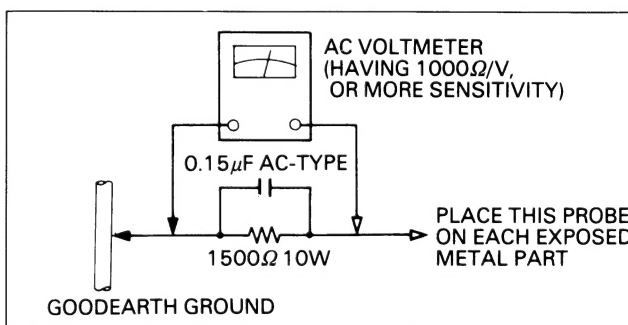 AC VOLTMETER
(HAVING 1000Ω/V,
OR MORE SENSITIVITY)
0.15μF AC-TYPE
1500Ω 10W
PLACE THIS PROBE
ON EACH EXPOSED
METAL PART
GOODEARTH GROUND